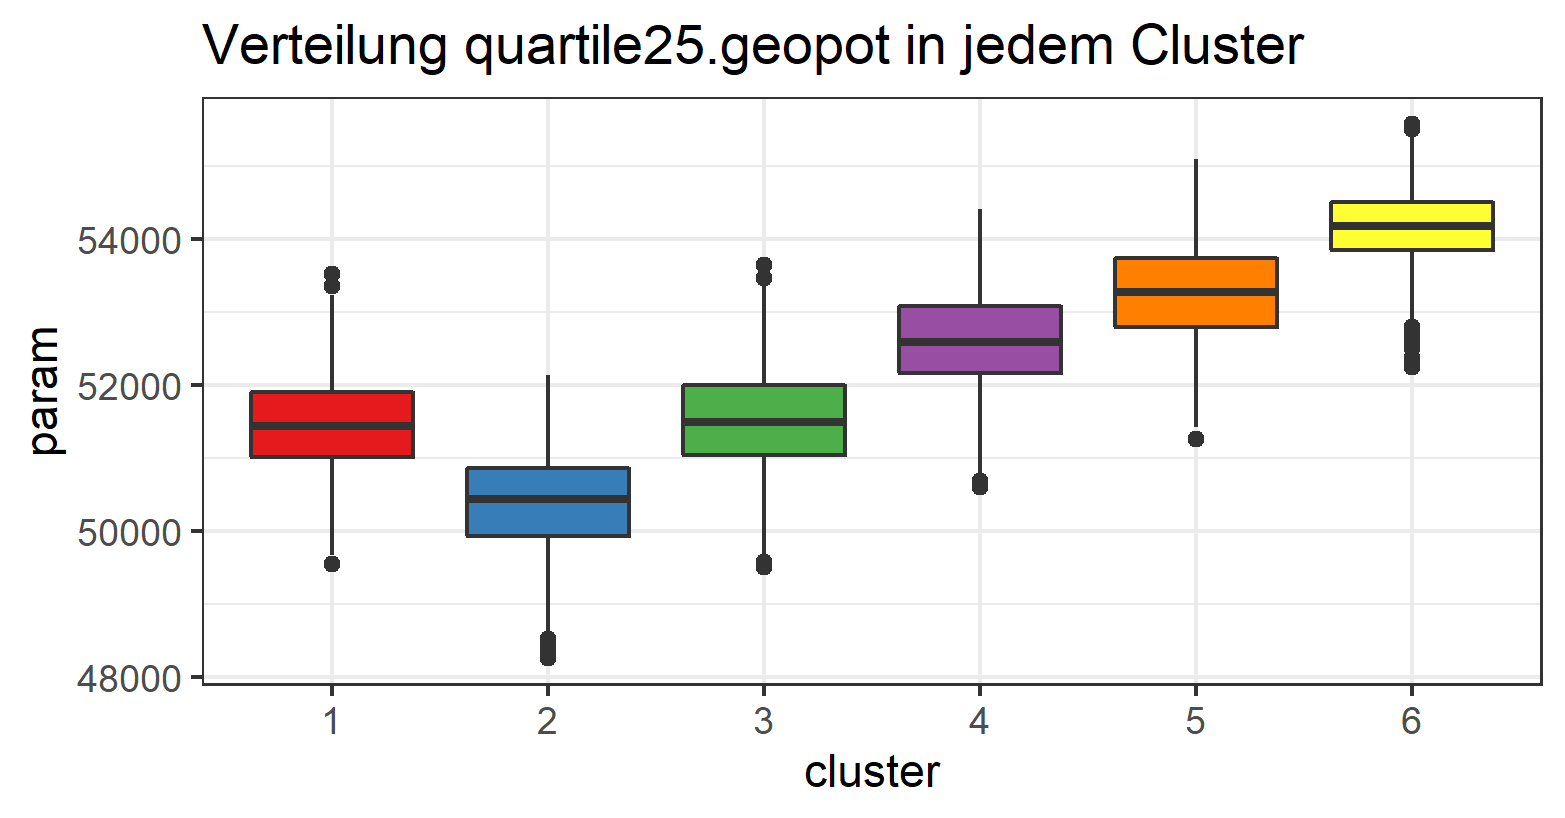 Verteilung quartile25.geopot in jedem Cluster
param
54000
52000
50000
48000
1 2 3 4 5 6
cluster